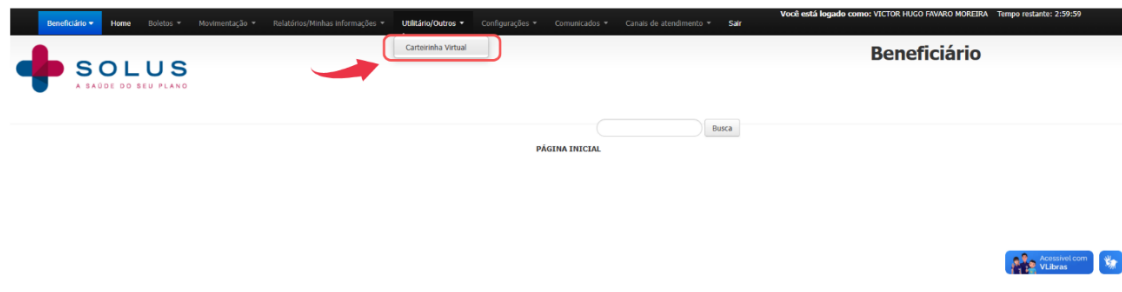 Você está logado como: VICTOR HUGO FAVARO MOREIRA Tempo restante: 2:59:59
Beneficiário Home Boletos Movimentação Relatórios/Minhas informações Utilitário/Outros Configurações Comunicados Canais de atendimento Sair
Carteirinha Virtual
Beneficiário
SOLUS
A SAÚDE DO SEU PLANO
Busca
PÁGINA INICIAL
Acessível com
VLibras